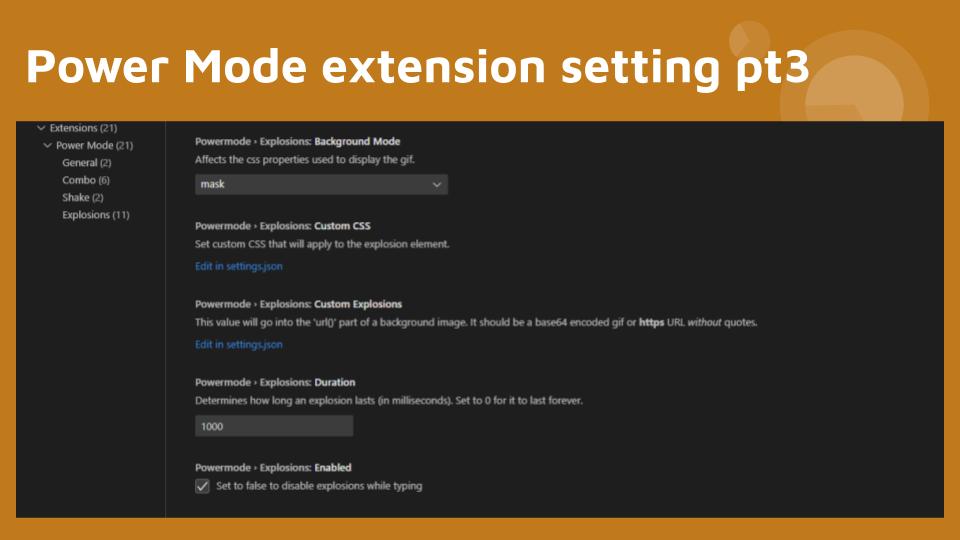 Power Mode extension setting pt3
Extensions (21)
Power Mode (21)
General (2)
Combo (6)
Shake (2)
Explosions (11)
Powermode › Explosions: Background Mode
Affects the css properties used to display the gif.
mask
Powermode › Explosions: Custom CSS
Set custom CSS that will apply to the explosion element.
Edit in settings.json
Powermode › Explosions: Custom Explosions
This value will go into the 'url()' part of a background image. It should be a base64 encoded gif or https URL without quotes.
Edit in settings.json
Powermode › Explosions: Duration
Determines how long an explosion lasts (in milliseconds). Set to 0 for it to last forever.
1000
Powermode › Explosions: Enabled
Set to false to disable explosions while typing